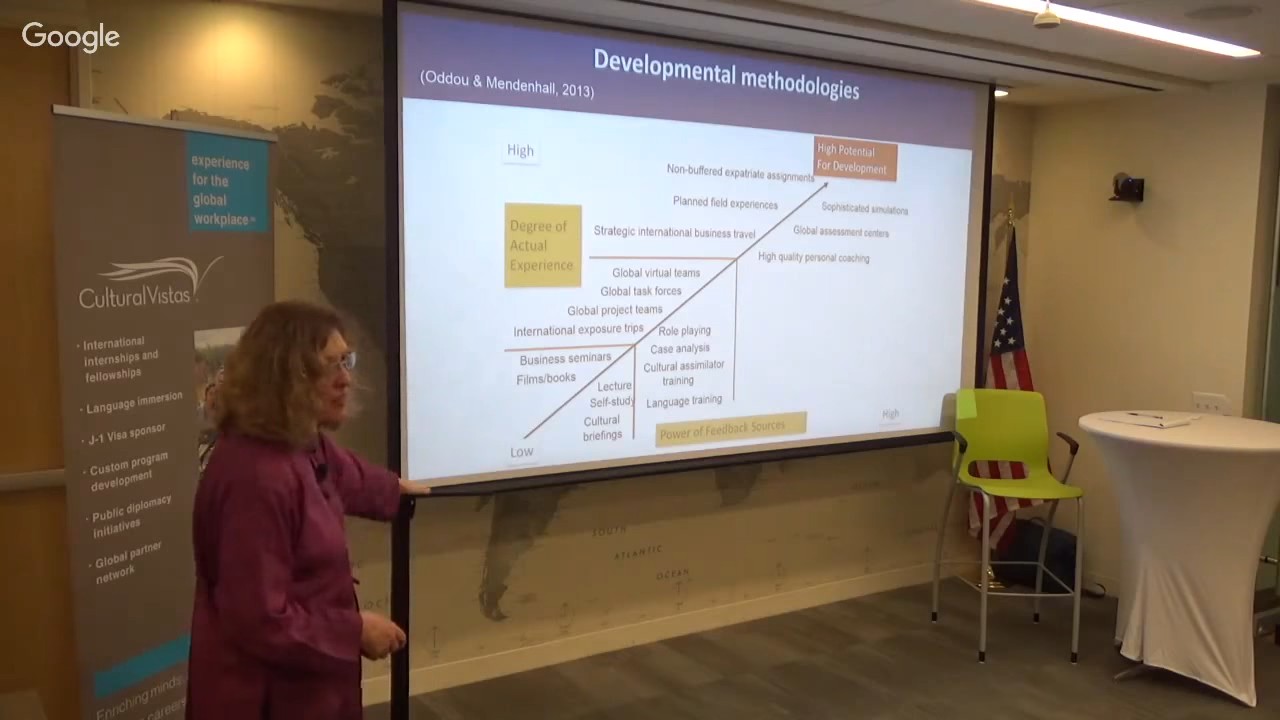 Google
experience
for the
global
workplace
CulturalVistas
· International
internships and
fellowships
· Language immersion
· J-1 Visa sponsor
· Custom program
development
· Public diplomacy
initiatives
· Global partner
network
Enriching minds.
careers
Developmental methodologies
(Oddou & Mendenhall, 2013)
High
High Potential
For Development
Non-buffered expatriate assignments
Planned field experiences
Sophisticated simulations
Degree of
Actual
Experience
Strategic international business travel
Global assessment centers
High quality personal coaching
Global virtual teams
Global task forces
Global project teams
International exposure trips
Role playing
Business seminars
Case analysis
Films/books
Cultural assimilator
training
Lecture
Self-study
Language training
Cultural
briefings
Power of Feedback Sources
High
Low
SOUTH
ATLANTIC
OCEAN